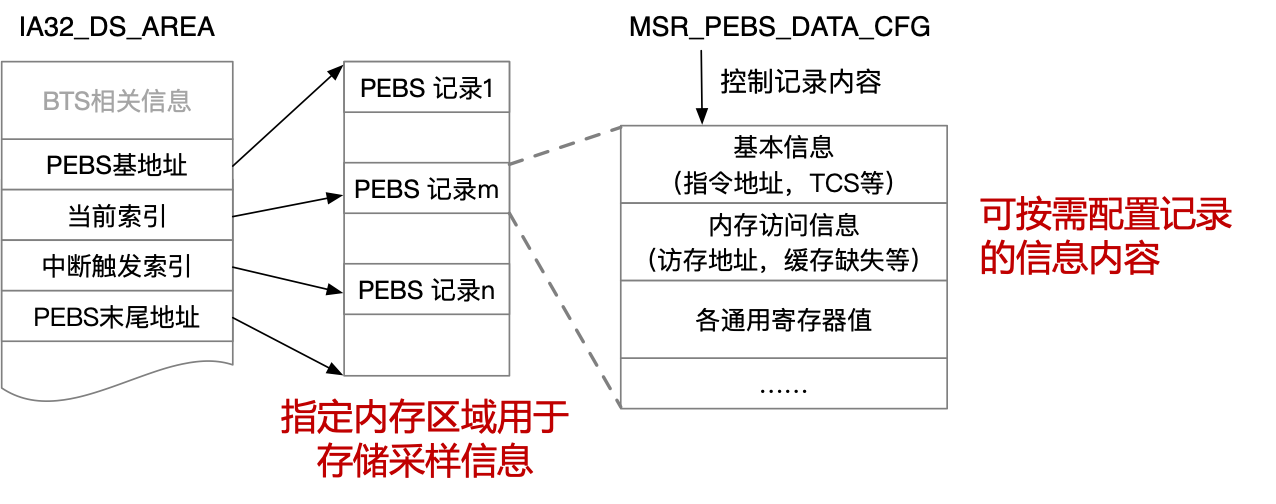 IA32_DS_AREA
BTS相关信息
PEBS基地址
当前索引
中断触发索引
PEBS末尾地址
PEBS 记录1
PEBS 记录m
PEBS 记录n
指定内存区域用于
存储采样信息
MSR_PEBS_DATA_CFG
控制记录内容
基本信息
（指令地址，TCS等）
内存访问信息
（访存地址，缓存缺失等）
各通用寄存器值
……
可按需配置记录
的信息内容